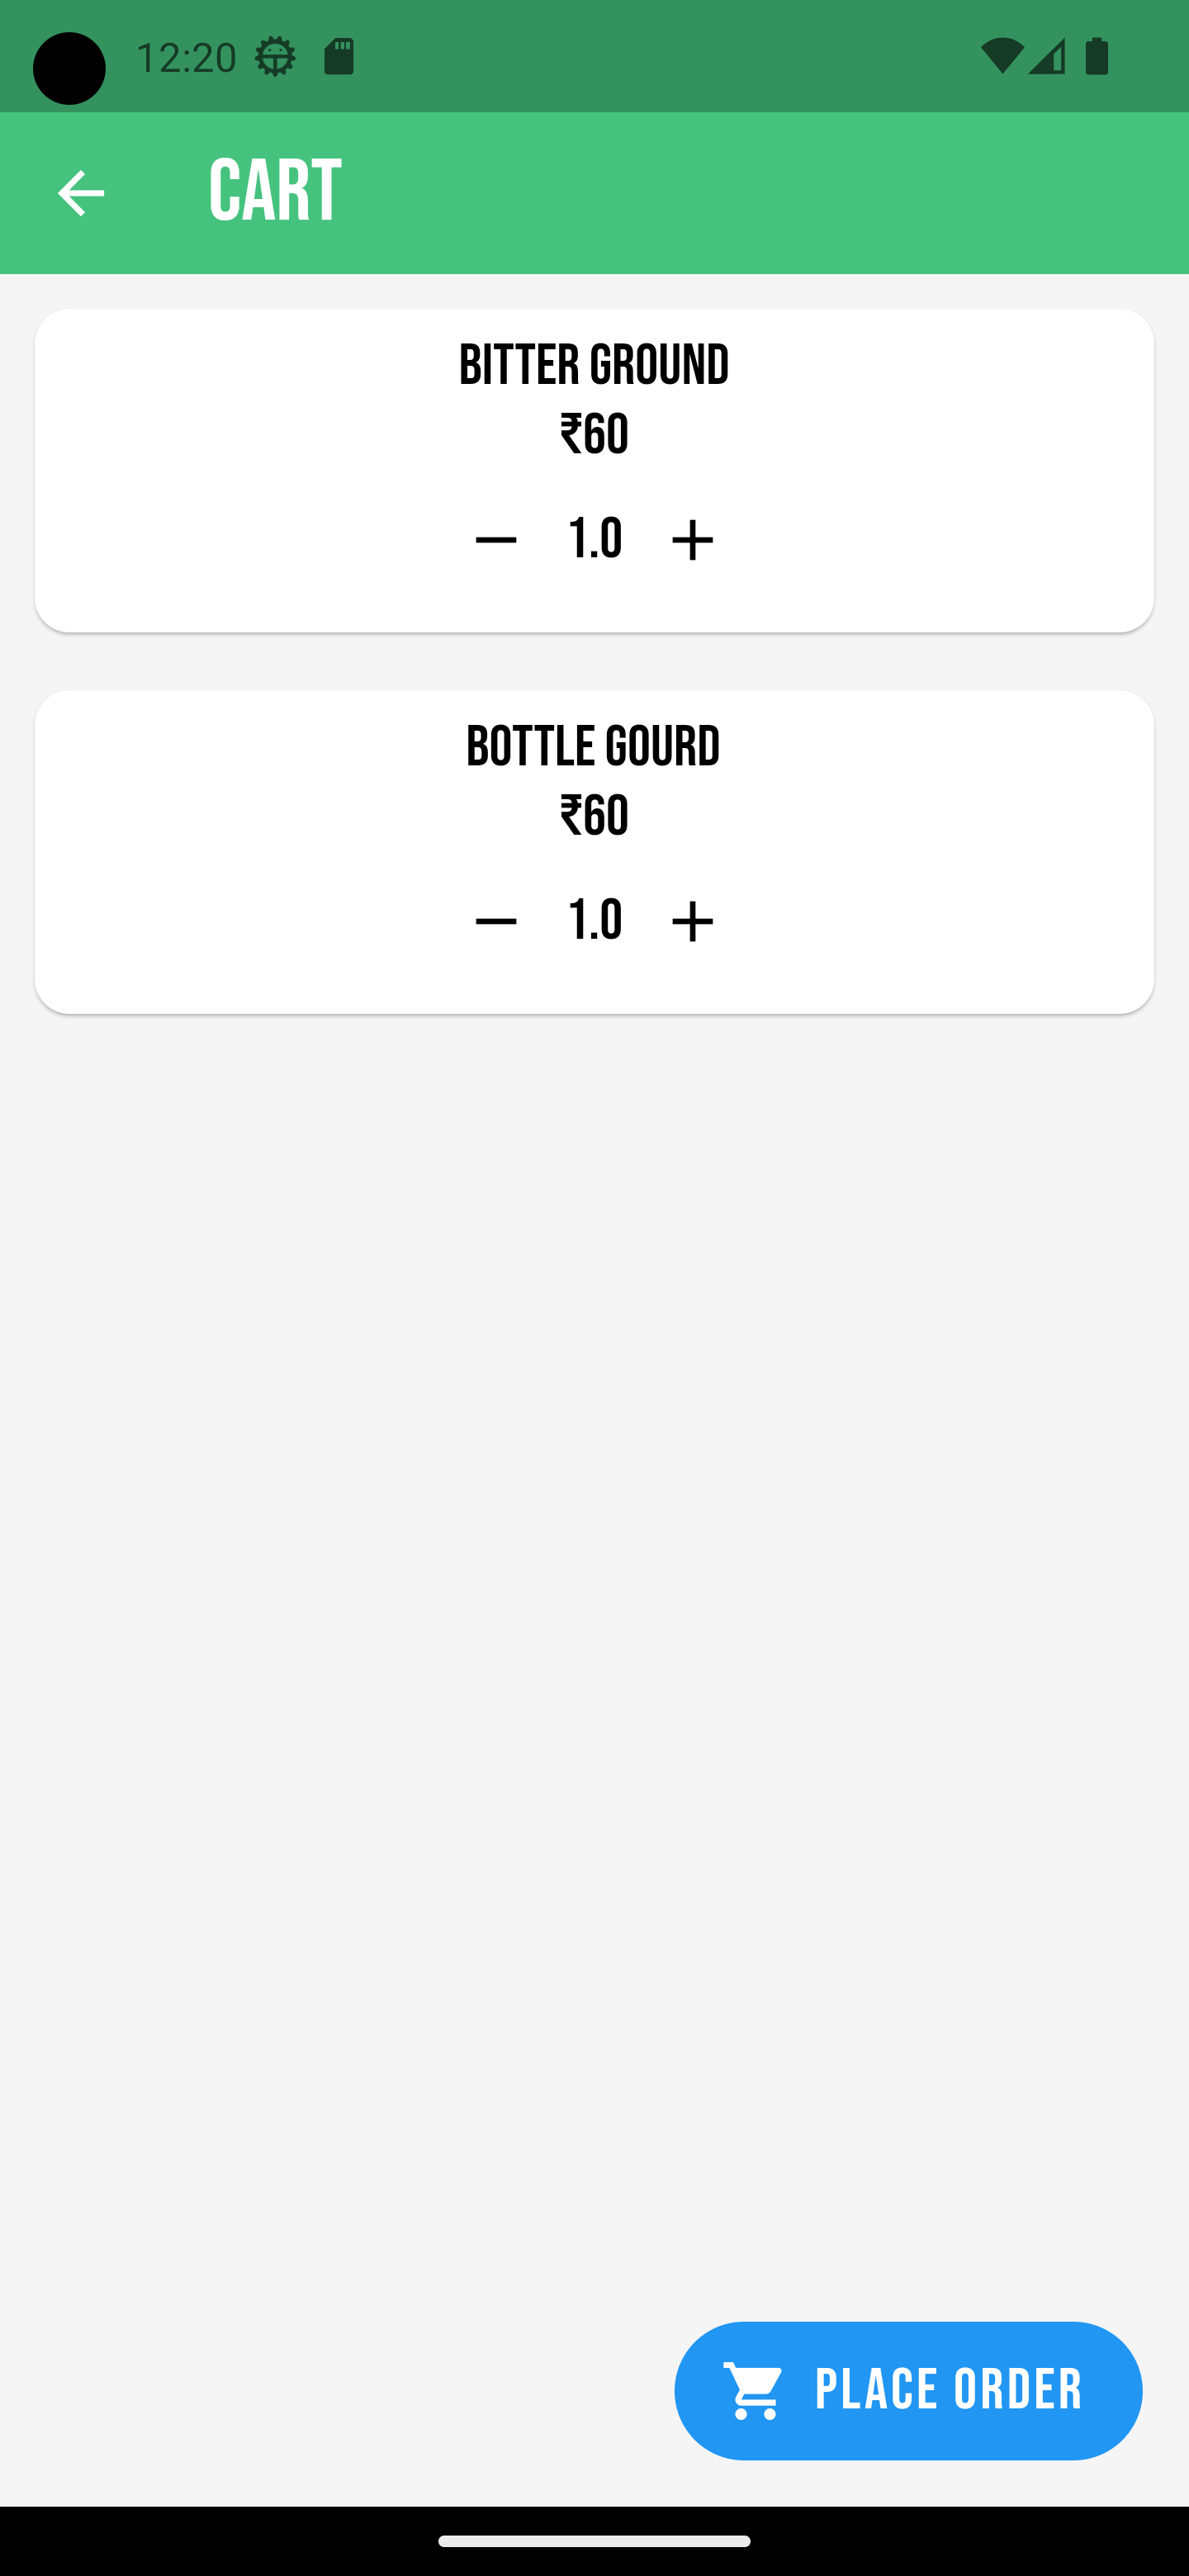 12:20
CART
BITTER GROUND
₹60
1.0
BOTTLE GOURD
₹60
1.0
PLACE ORDER